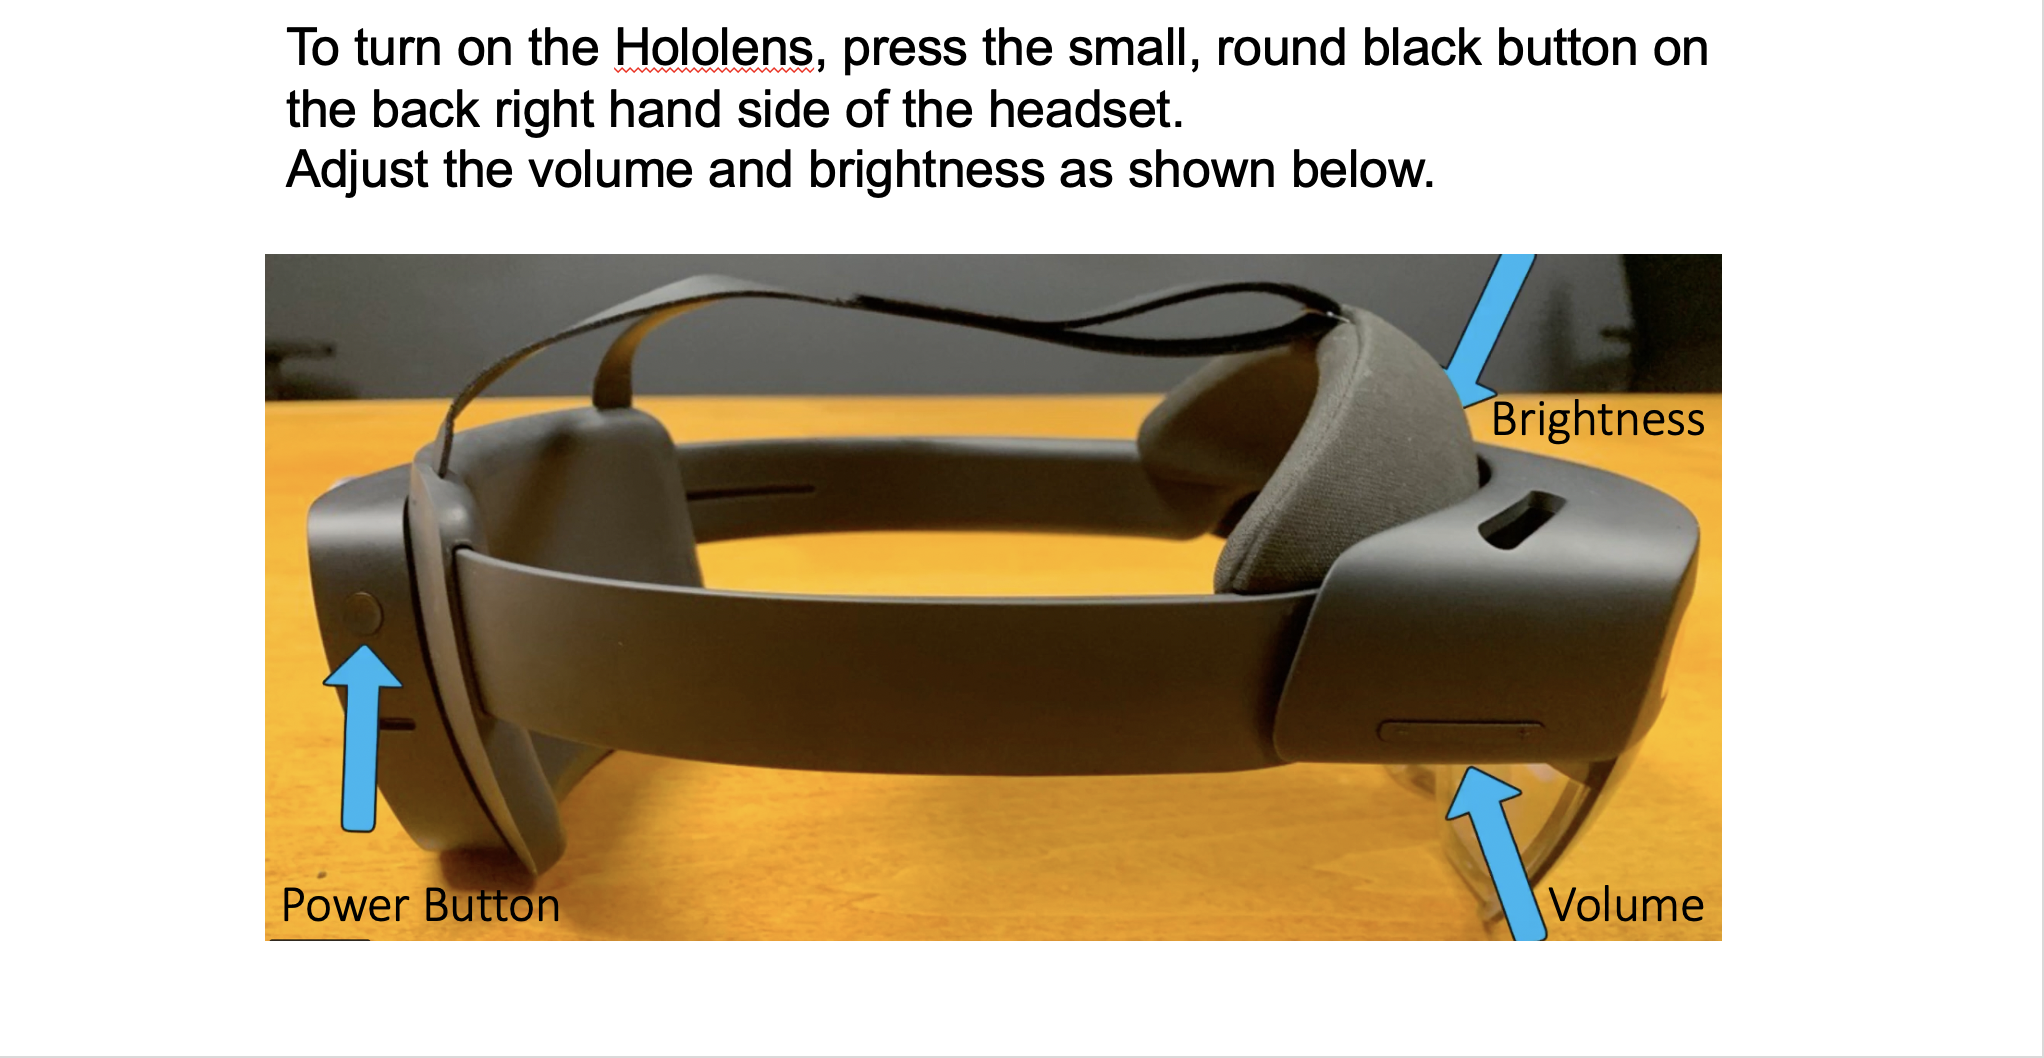 To turn on the Hololens, press the small, round black button on
the back right hand side of the headset.
Adjust the volume and brightness as shown below.
Brightness
Power Button
Volume